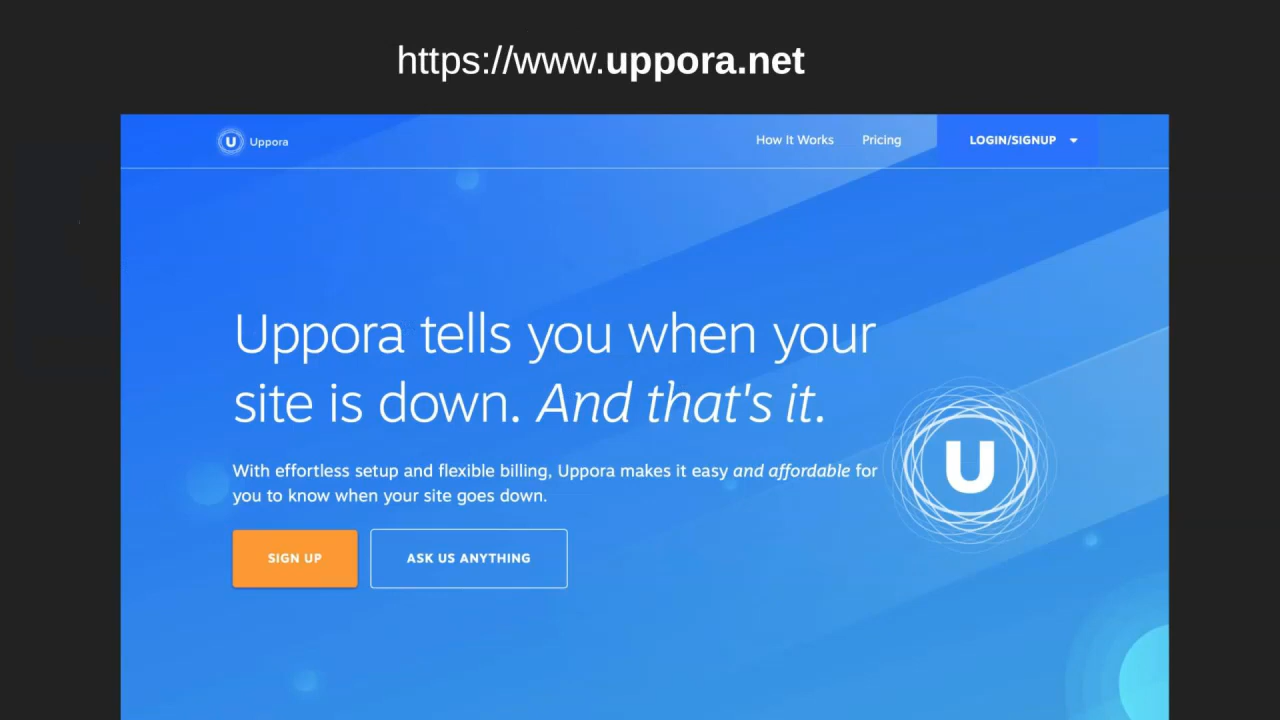 https://www.uppora.net
U Uppora How It Works Pricing LOGIN/SIGNUP
Uppora tells you when your
site is down. And that's it.
With effortless setup and flexible billing, Uppora makes it easy and affordable for
you to know when your site goes down.
SIGN UP ASK US ANYTHING
U